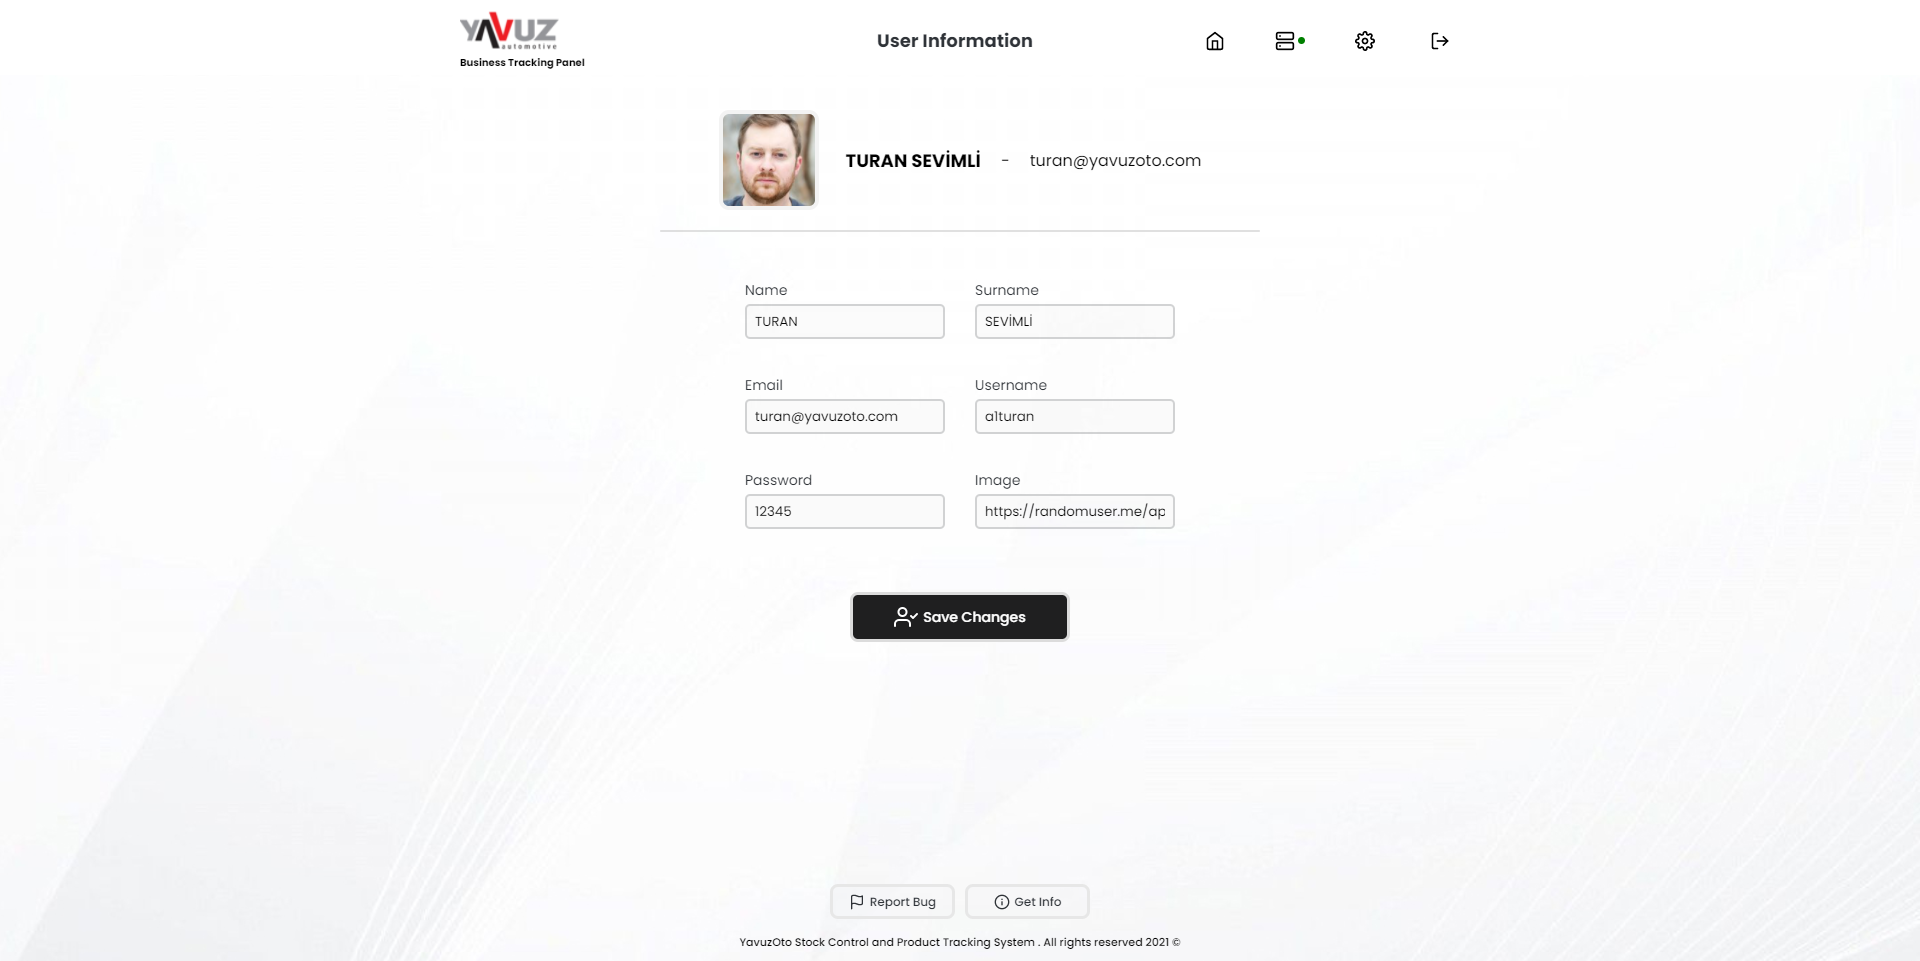 YAVUZ
automotive
Business Tracking Panel
User Information
TURAN SEVİMLİ - turan@yavuzoto.com
Name
Surname
TURAN
SEVİMLİ
Email
Username
turan@yavuzoto.com
a1turan
Password
Image
12345
https://randomuser.me/ap
Save Changes
Report Bug
Get Info
YavuzOto Stock Control and Product Tracking System . All rights reserved 2021 ©